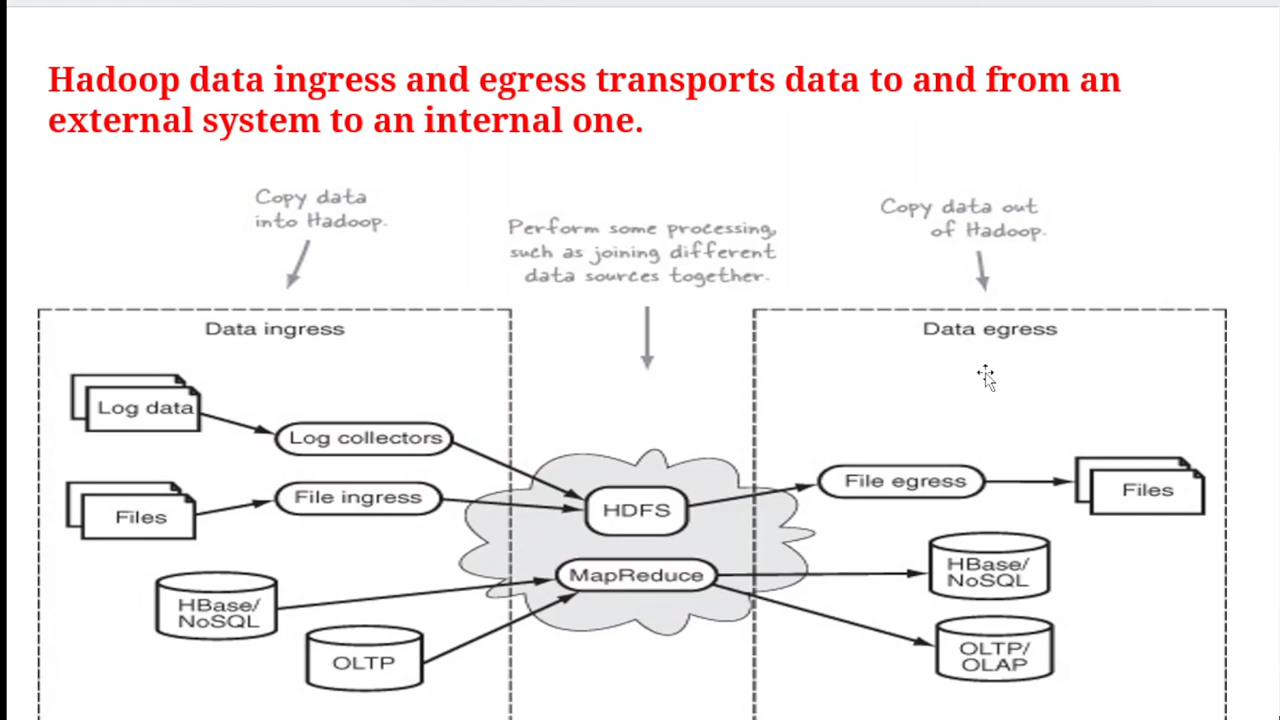 Hadoop data ingress and egress transports data to and from an
external system to an internal one.
Copy data
into Hadoop.
Perform some processing,
such as joining different
data sources together.
Copy data out
of Hadoop.
Data ingress
Data egress
Log data
Log collectors
Files
File ingress
HDFS
File egress
Files
MapReduce
HBase/
NoSQL
OLTP
HBase/
NoSQL
OLTP/
OLAP